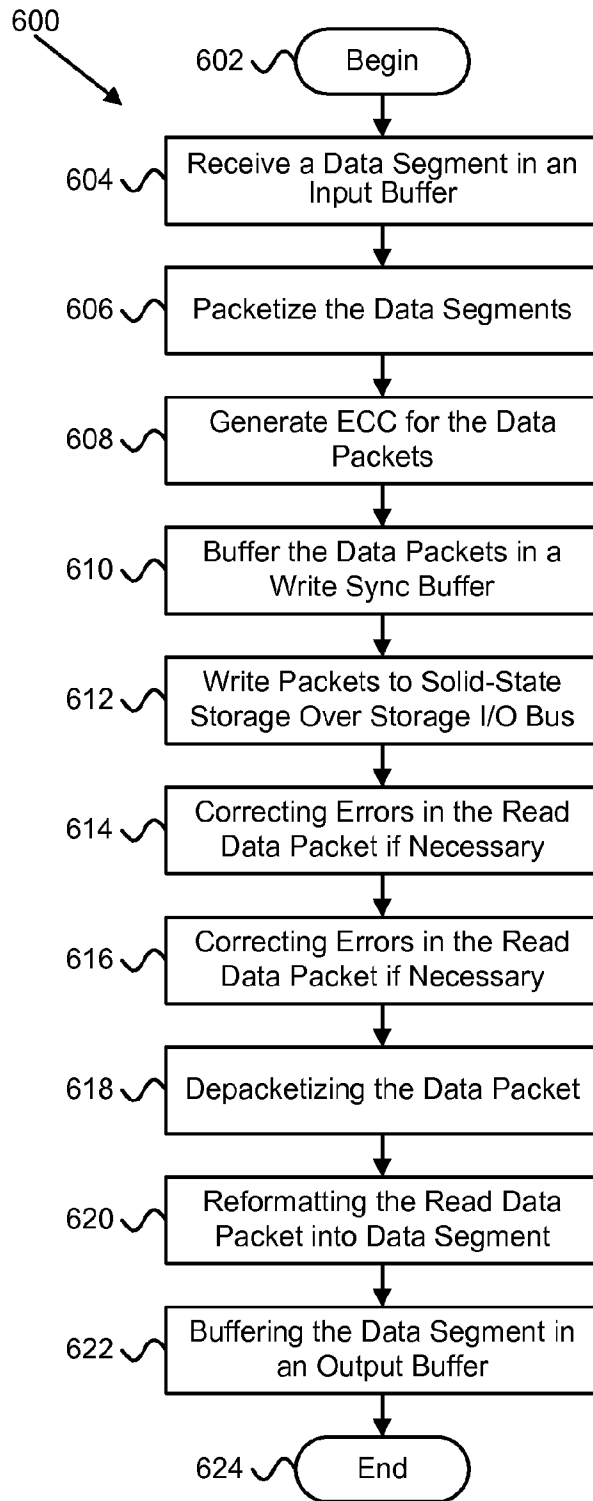 600
602
Begin
604
Receive a Data Segment in an
Input Buffer
606
Packetize the Data Segments
608
Generate ECC for the Data
Packets
610
Buffer the Data Packets in a
Write Sync Buffer
612
Write Packets to Solid-State
Storage Over Storage I/O Bus
614
Correcting Errors in the Read
Data Packet if Necessary
616
Correcting Errors in the Read
Data Packet if Necessary
618
Depacketizing the Data Packet
620
Reformatting the Read Data
Packet into Data Segment
622
Buffering the Data Segment in
an Output Buffer
624
End